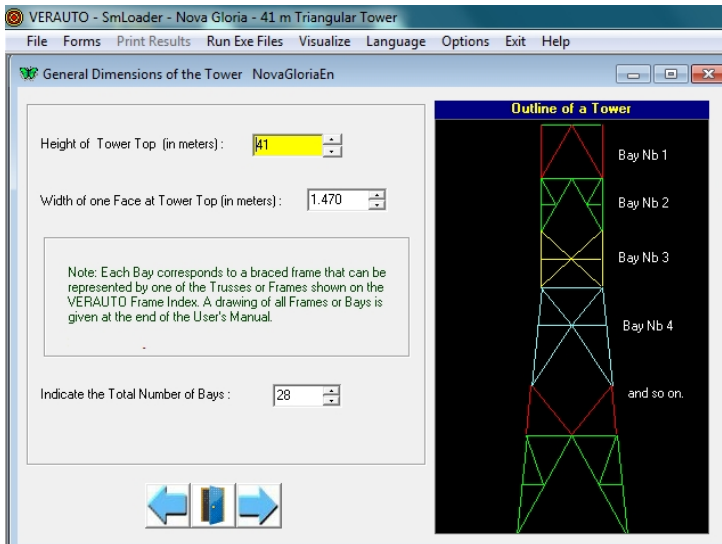 VERAUTO - SmLoader - Nova Gloria - 41 m Triangular Tower
File Forms Print Results Run Exe Files Visualize Language Options Exit Help
General Dimensions of the Tower NovaGloriaEn
Height of Tower Top (in meters) : 41
Width of one Face at Tower Top (in meters) : 1.470
Note: Each Bay corresponds to a braced frame that can be
represented by one of the Trusses or Frames shown on the
VERAUTO Frame Index. A drawing of all Frames or Bays is
given at the end of the User's Manual.
Indicate the Total Number of Bays : 28
Outline of a Tower
Bay Nb 1
Bay Nb 2
Bay Nb 3
Bay Nb 4
and so on.